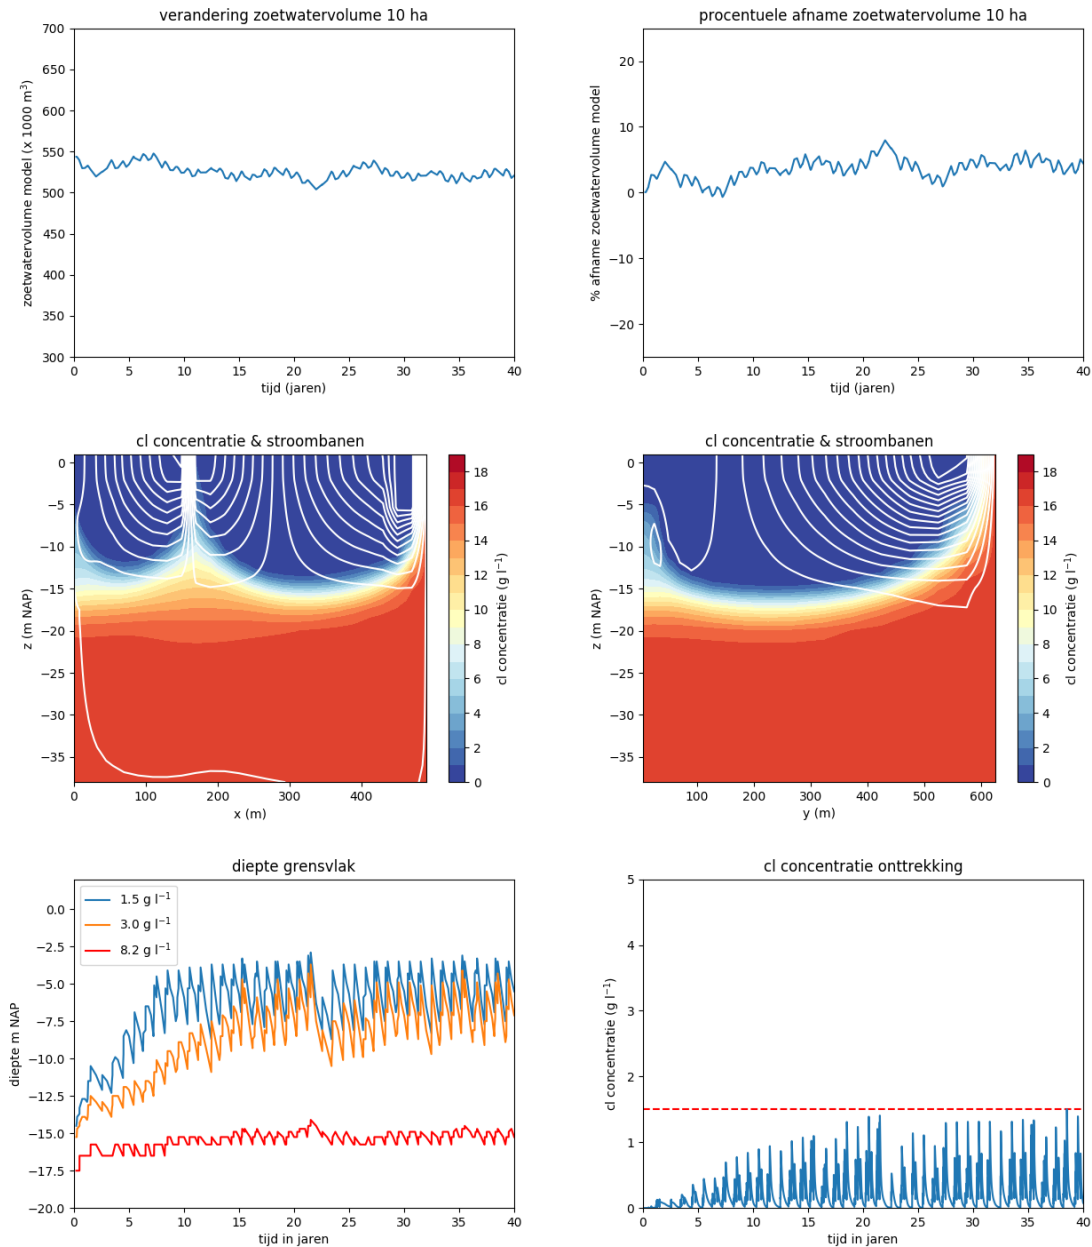 verandering zoetwatervolume 10 ha
zoetwatervolume model (x 1000 m³)
700
650
600
550
500
450
400
350
300
0 5 10 15 20 25 30 35 40
tijd (jaren)
procentuele afname zoetwatervolume 10 ha
% afname zoetwatervolume model
20
10
0
−10
−20
0 5 10 15 20 25 30 35 40
tijd (jaren)
cl concentratie & stroombanen
z (m NAP)
0
−5
−10
−15
−20
−25
−30
−35
0 100 200 300 400
x (m)
18
16
14
12
10
8
6
4
2
0
cl concentratie (g l⁻¹)
cl concentratie & stroombanen
z (m NAP)
0
−5
−10
−15
−20
−25
−30
−35
100 200 300 400 500 600
y (m)
18
16
14
12
10
8
6
4
2
0
cl concentratie (g l⁻¹)
diepte grensvlak
diepte m NAP
0.0
−2.5
−5.0
−7.5
−10.0
−12.5
−15.0
−17.5
−20.0
1.5 g l⁻¹
3.0 g l⁻¹
8.2 g l⁻¹
0 5 10 15 20 25 30 35 40
tijd in jaren
cl concentratie onttrekking
cl concentratie (g l⁻¹)
5
4
3
2
1
0
0 5 10 15 20 25 30 35 40
tijd in jaren